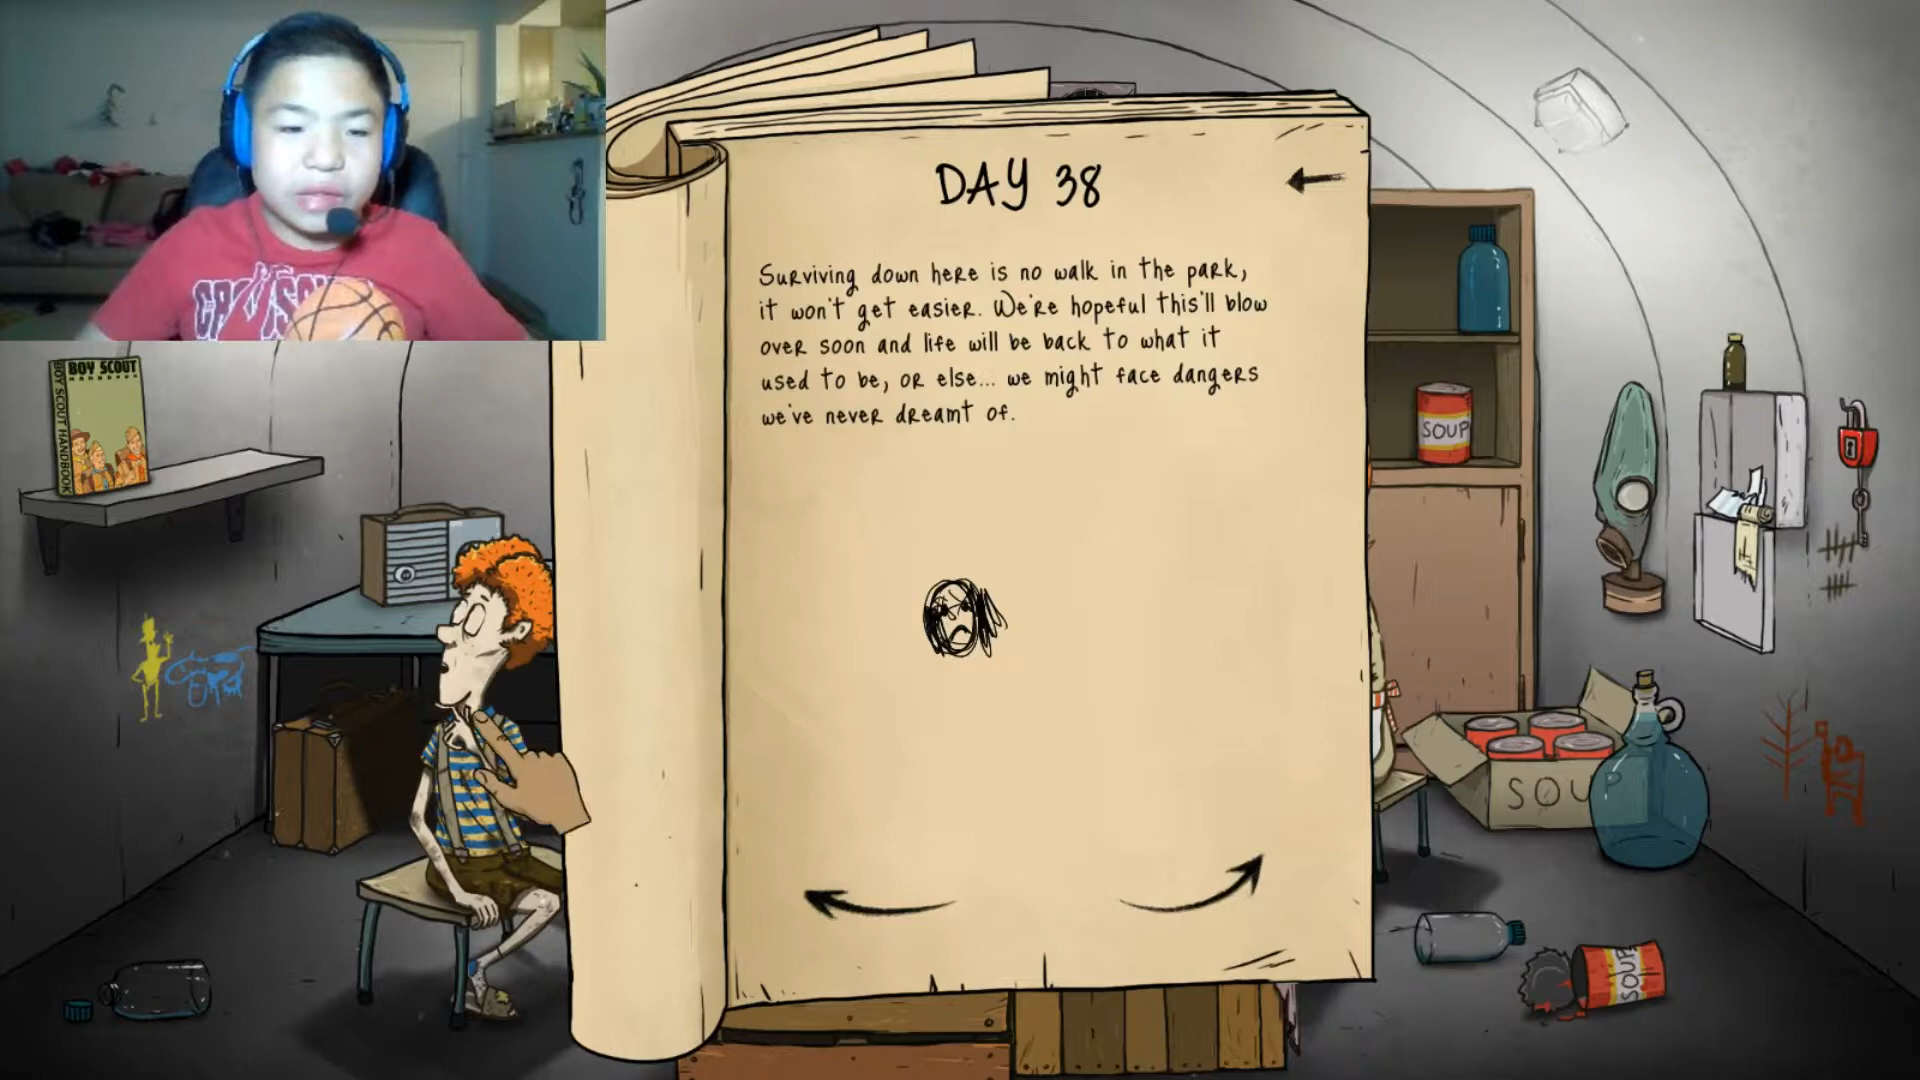 DAY 38
Surviving down here is no walk in the park,
it won't get easier. We're hopeful this'll blow
over soon and life will be back to what it
used to be, or else... we might face dangers
we've never dreamt of.
BOY SCOUT
HANDBOOK
BOY SCOUT HANDBOOK
SOUP
SOU
SOUP